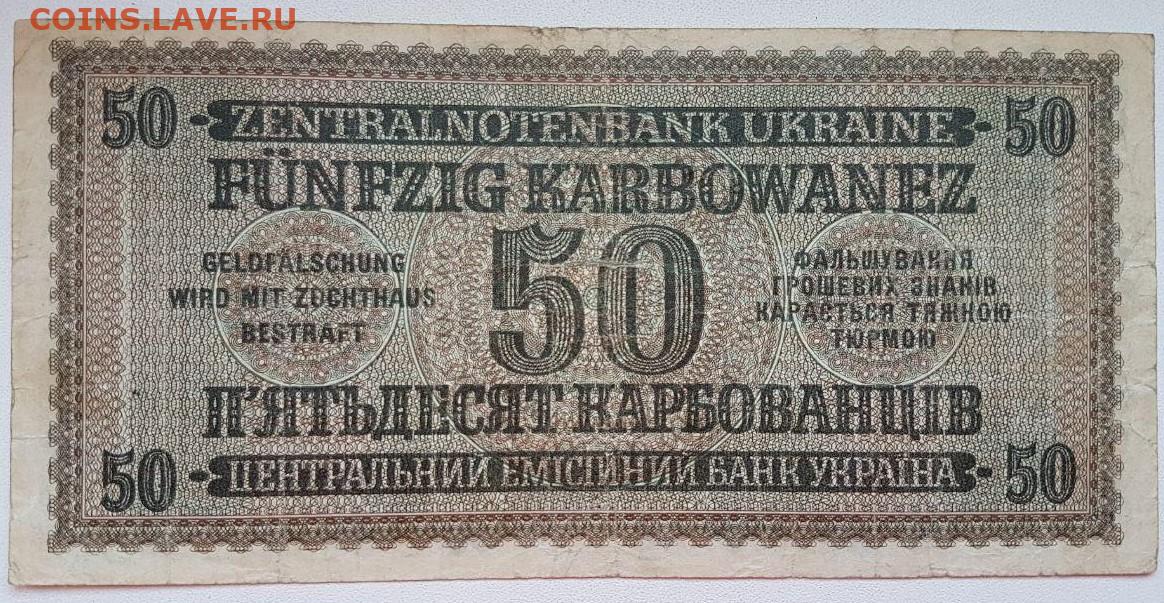 COINS.LAVE.RU
50 ZENTRALNOTENBANK UKRAINE 50
FÜNFZIG KARBOWANEZ
GELDFÄLSCHUNG
WIRD MIT ZUCHTHAUS
BESTRAFT
50
ФАЛЬШУВАННЯ
ГРОШЕВИХ ЗНАКІВ
КАРАЄТЬСЯ ТЯЖКОЮ
ТЮРМОЮ
П'ЯТЬДЕСЯТ КАРБОВАНЦІВ
50 ЦЕНТРАЛЬНИЙ ЕМІСІЙНИЙ БАНК УКРАЇНА 50